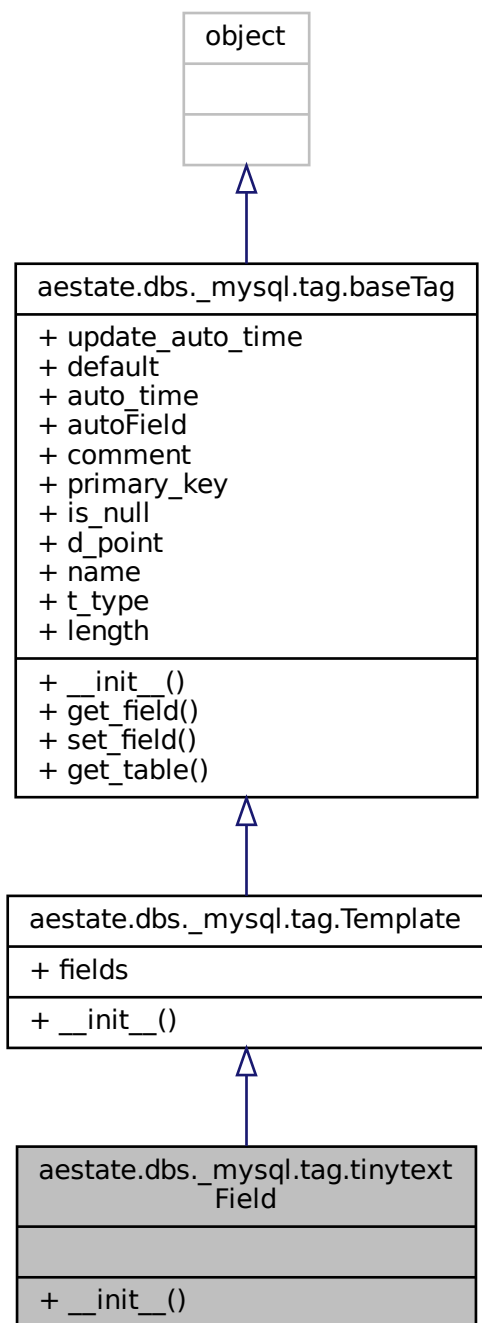 object
aestate.dbs._mysql.tag.baseTag
+ update_auto_time
+ default
+ auto_time
+ autoField
+ comment
+ primary_key
+ is_null
+ d_point
+ name
+ t_type
+ length
+ __init__()
+ get_field()
+ set_field()
+ get_table()
aestate.dbs._mysql.tag.Template
+ fields
+ __init__()
aestate.dbs._mysql.tag.tinytext
Field
+ __init__()